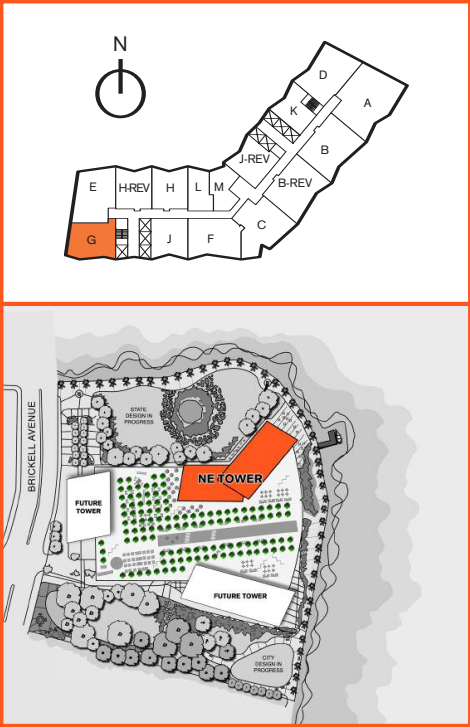 N
D
A
K
B
J-REV
B-REV
E
H-REV
H
L
M
C
G
J
F
STATE
DESIGN IN
PROGRESS
BRICKELL AVENUE
NE TOWER
FUTURE
TOWER
FUTURE TOWER
CITY
DESIGN IN
PROGRESS